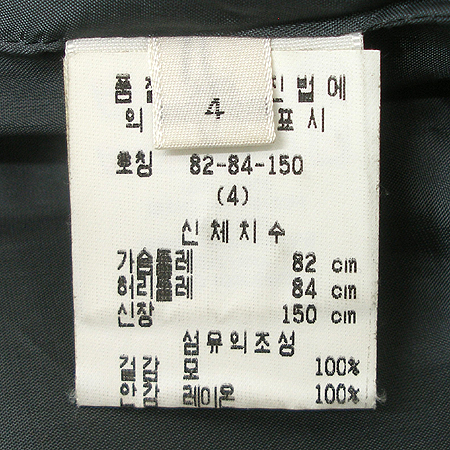 4
품 진 법 에
의 표 시
호칭 82-84-150
(4)
신체치수
가슴둘레 82 cm
허리둘레 84 cm
신장 150 cm
섬유의조성
겉감 모 100%
안감 레이온 100%